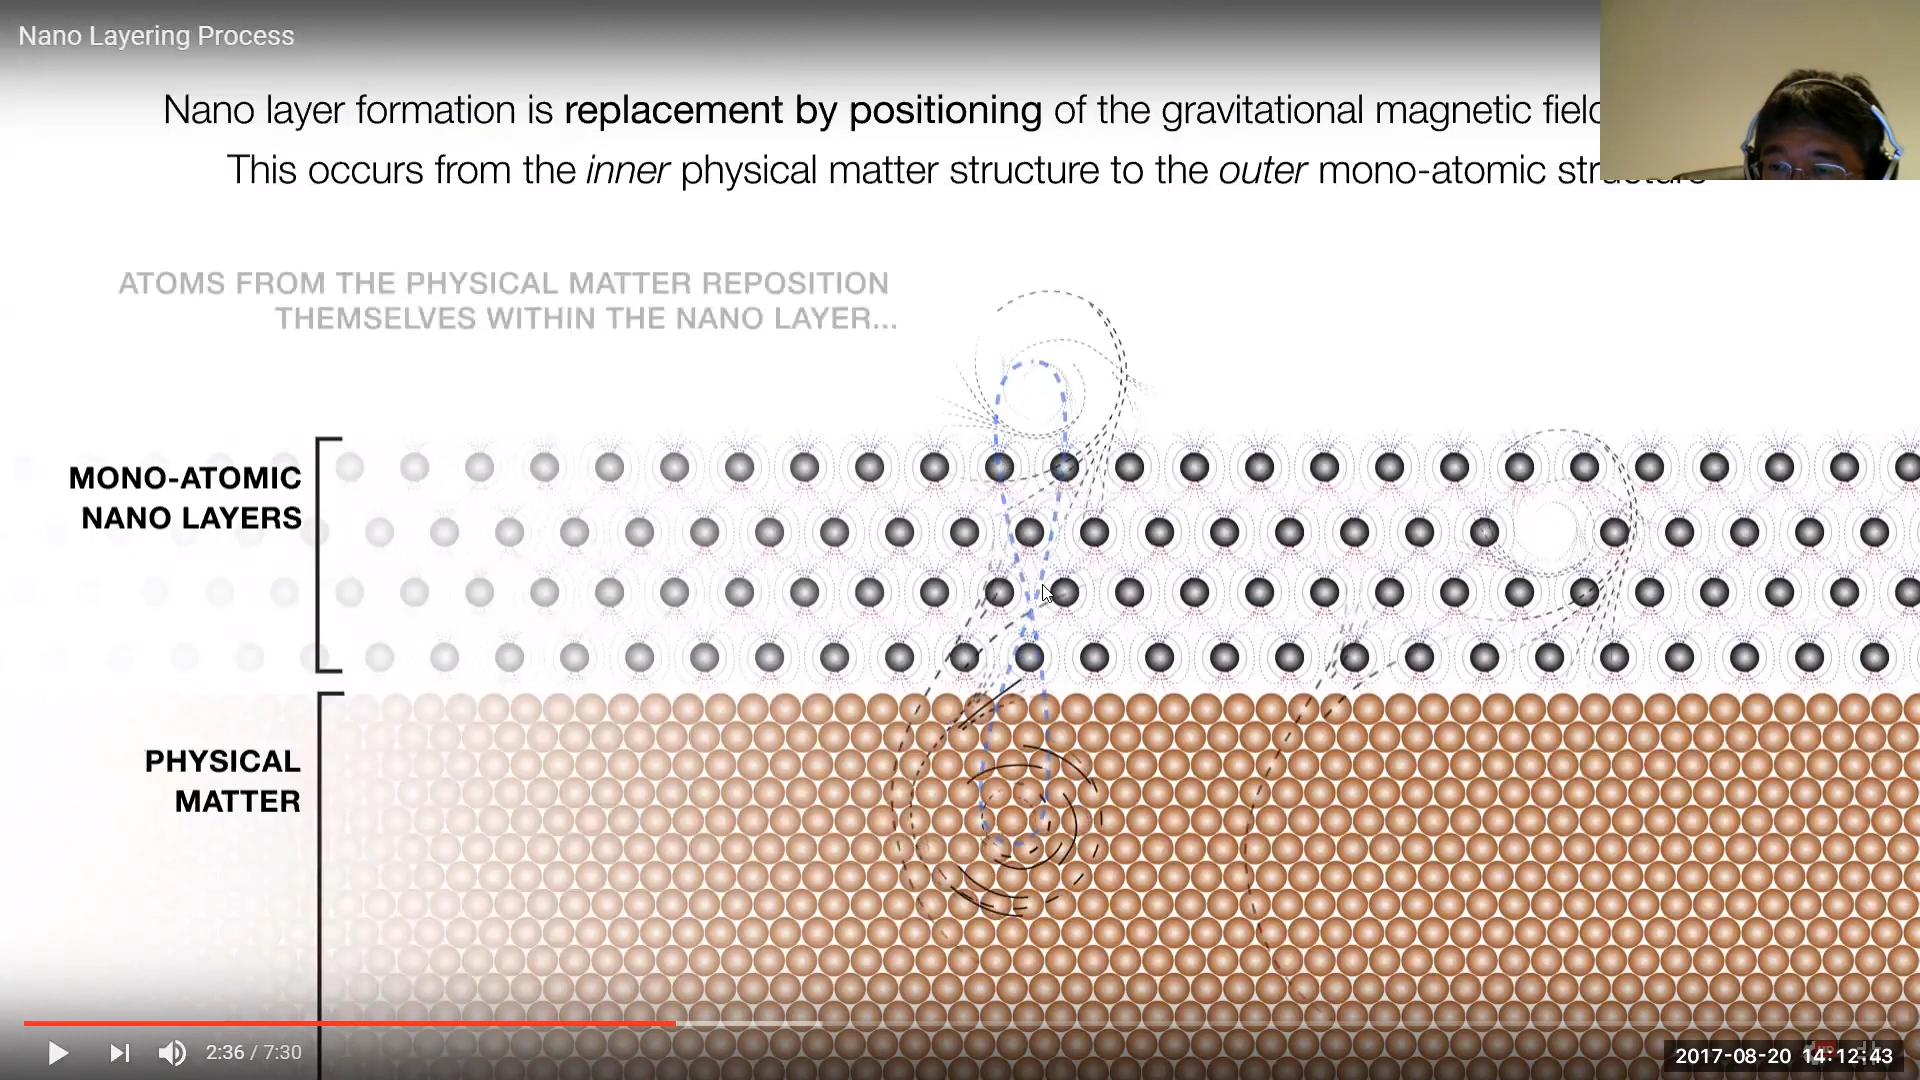 Nano Layering Process
Nano layer formation is replacement by positioning of the gravitational magnetic field
This occurs from the inner physical matter structure to the outer mono-atomic structure
ATOMS FROM THE PHYSICAL MATTER REPOSITION
THEMSELVES WITHIN THE NANO LAYER...
MONO-ATOMIC
NANO LAYERS
PHYSICAL
MATTER
2:36 / 7:30
2017-08-20 14:12:43